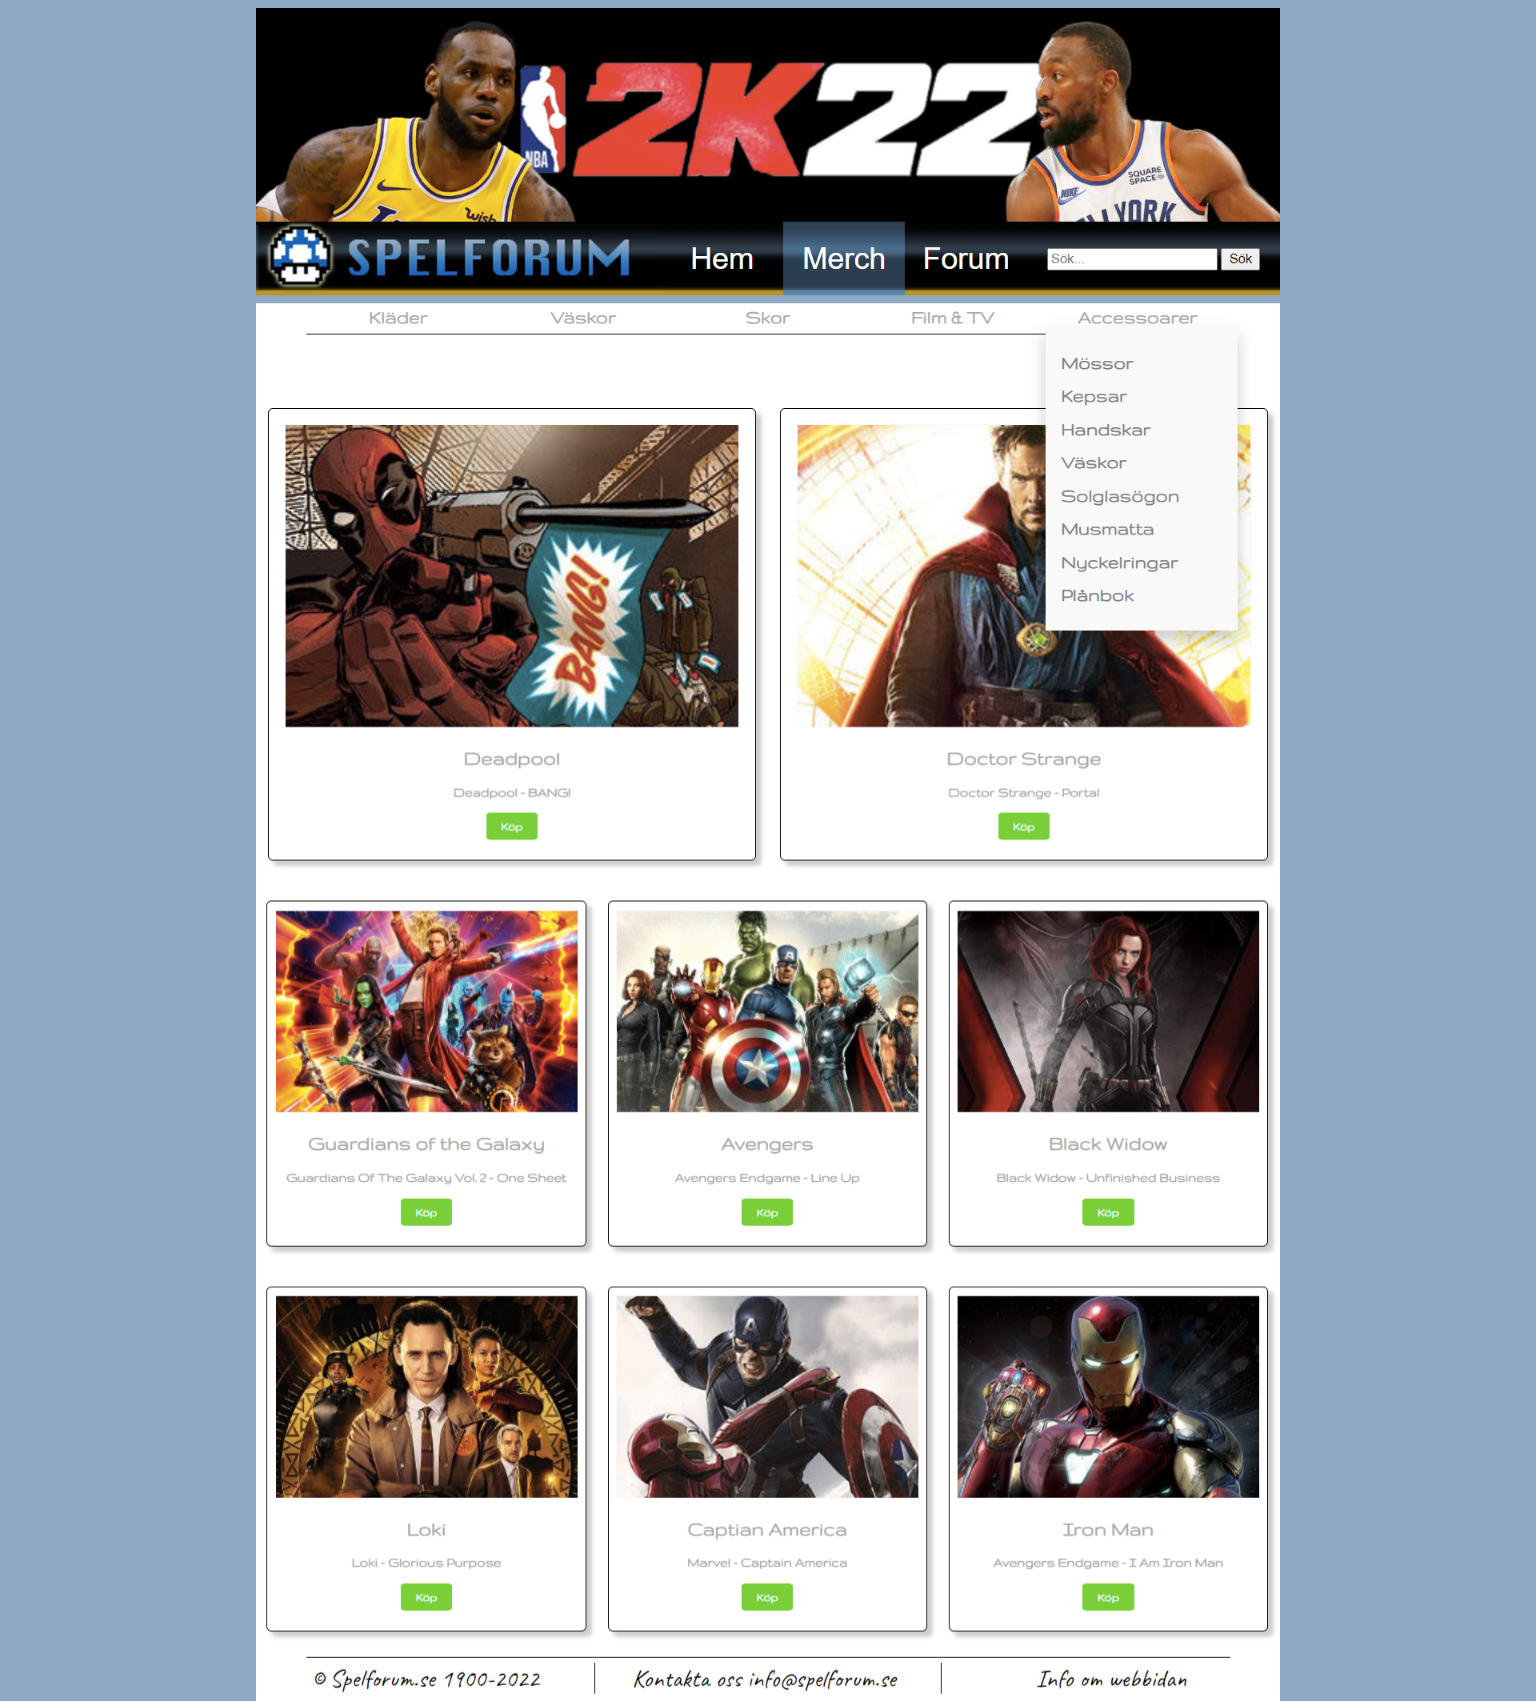 NBA 2K22
wish
NIKE
SQUARE
SPACE
SPELFORUM Hem Merch Forum Sök... Sök
Kläder Väskor Skor Film & TV Accessoarer
Mössor
Kepsar
Handskar
Väskor
Solglasögon
Musmatta
Nyckelringar
Plånbok
BANG!
Deadpool
Deadpool - BANG!
Köp
Doctor Strange
Doctor Strange - Portal
Köp
Guardians of the Galaxy
Guardians Of The Galaxy Vol. 2 - One Sheet
Köp
Avengers
Avengers Endgame - Line Up
Köp
Black Widow
Black Widow - Unfinished Business
Köp
Loki
Loki - Glorious Purpose
Köp
Captian America
Marvel - Captain America
Köp
Iron Man
Avengers Endgame - I Am Iron Man
Köp
© Spelforum.se 1900-2022 Kontakta oss info@spelforum.se Info om webbidan